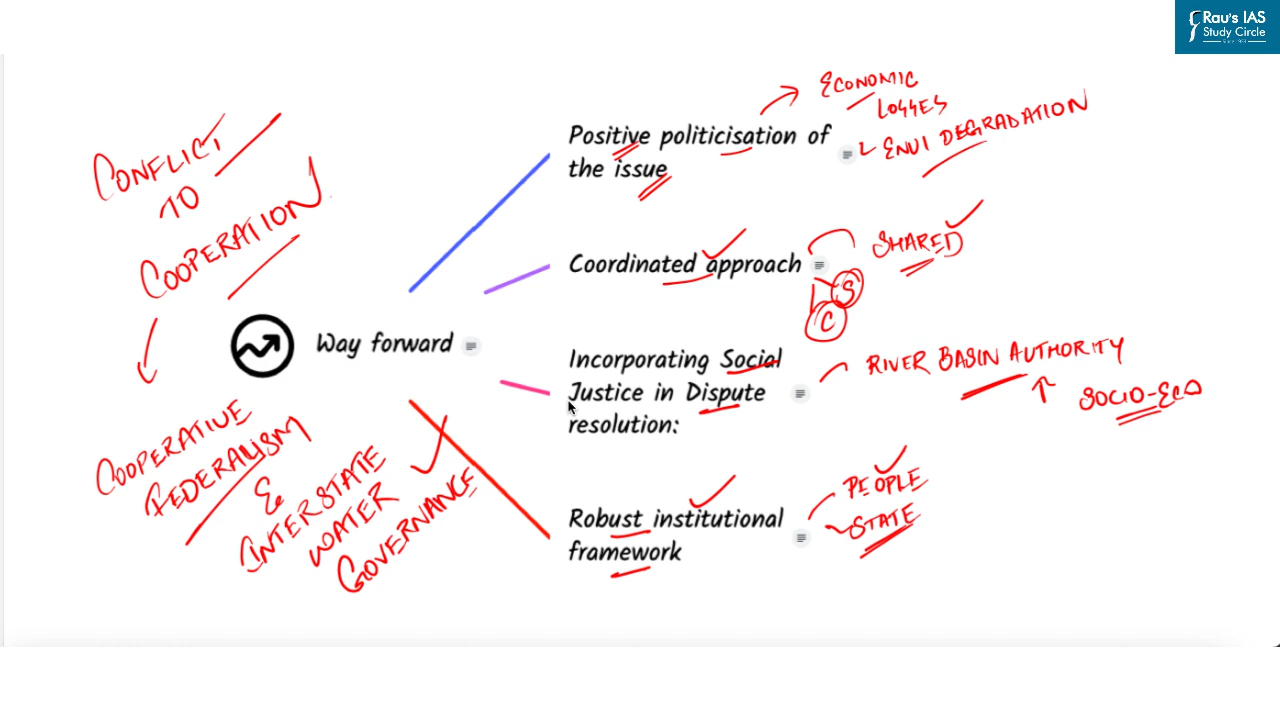 Rau's IAS
Study Circle
Since 1953
CONFLICT
TO
COOPERATION
COOPERATIVE
FEDERALISM
&
INTERSTATE
WATER
GOVERNANCE
Way forward
Positive politicisation of
the issue
ECONOMIC
LOSSES
ENVI DEGRADATION
Coordinated approach
SHARED
S
C
Incorporating Social
Justice in Dispute
resolution:
RIVER BASIN AUTHORITY
SOCIO-ECO
Robust institutional
framework
PEOPLE
STATE